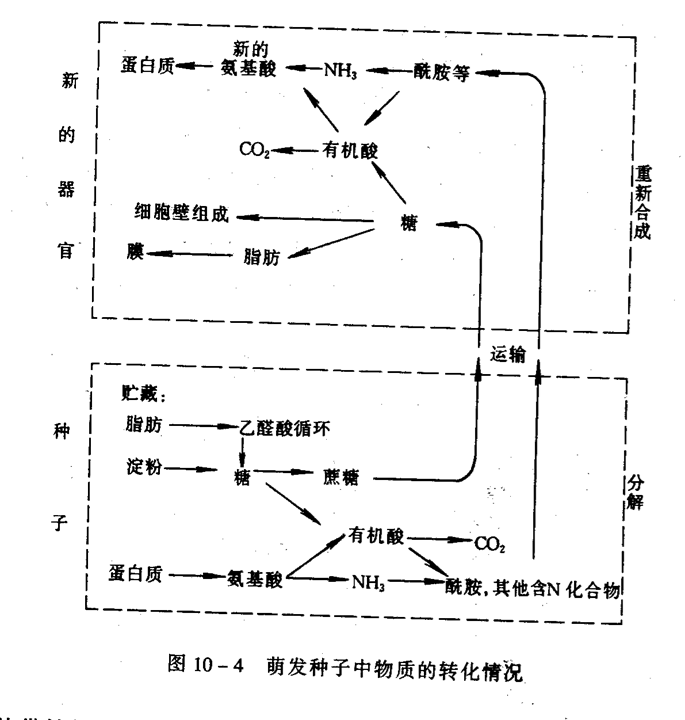 新的器官
新的
蛋白质 氨基酸 NH₃ 酰胺等
CO₂ 有机酸
细胞壁组成 糖
膜 脂肪
重新合成
运输
种子
贮藏：
脂肪 乙醛酸循环
淀粉 糖 蔗糖
有机酸 CO₂
蛋白质 氨基酸 NH₃ 酰胺，其他含N化合物
分解
图 10-4 萌发种子中物质的转化情况